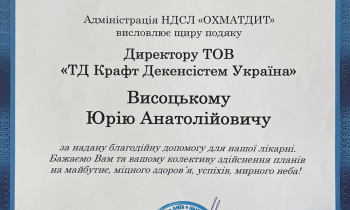 Адміністрація НДСЛ «ОХМАТДИТ»
висловлює щиру подяку
Директору ТОВ
«ТД Крафт Декенсістем Україна»
Висоцькому
Юрію Анатолійовичу
за надану благодійну допомогу для нашої лікарні.
Бажаємо Вам та вашому колективу здійснення планів
на майбутнє, міцного здоров´я, успіхів, мирного неба!